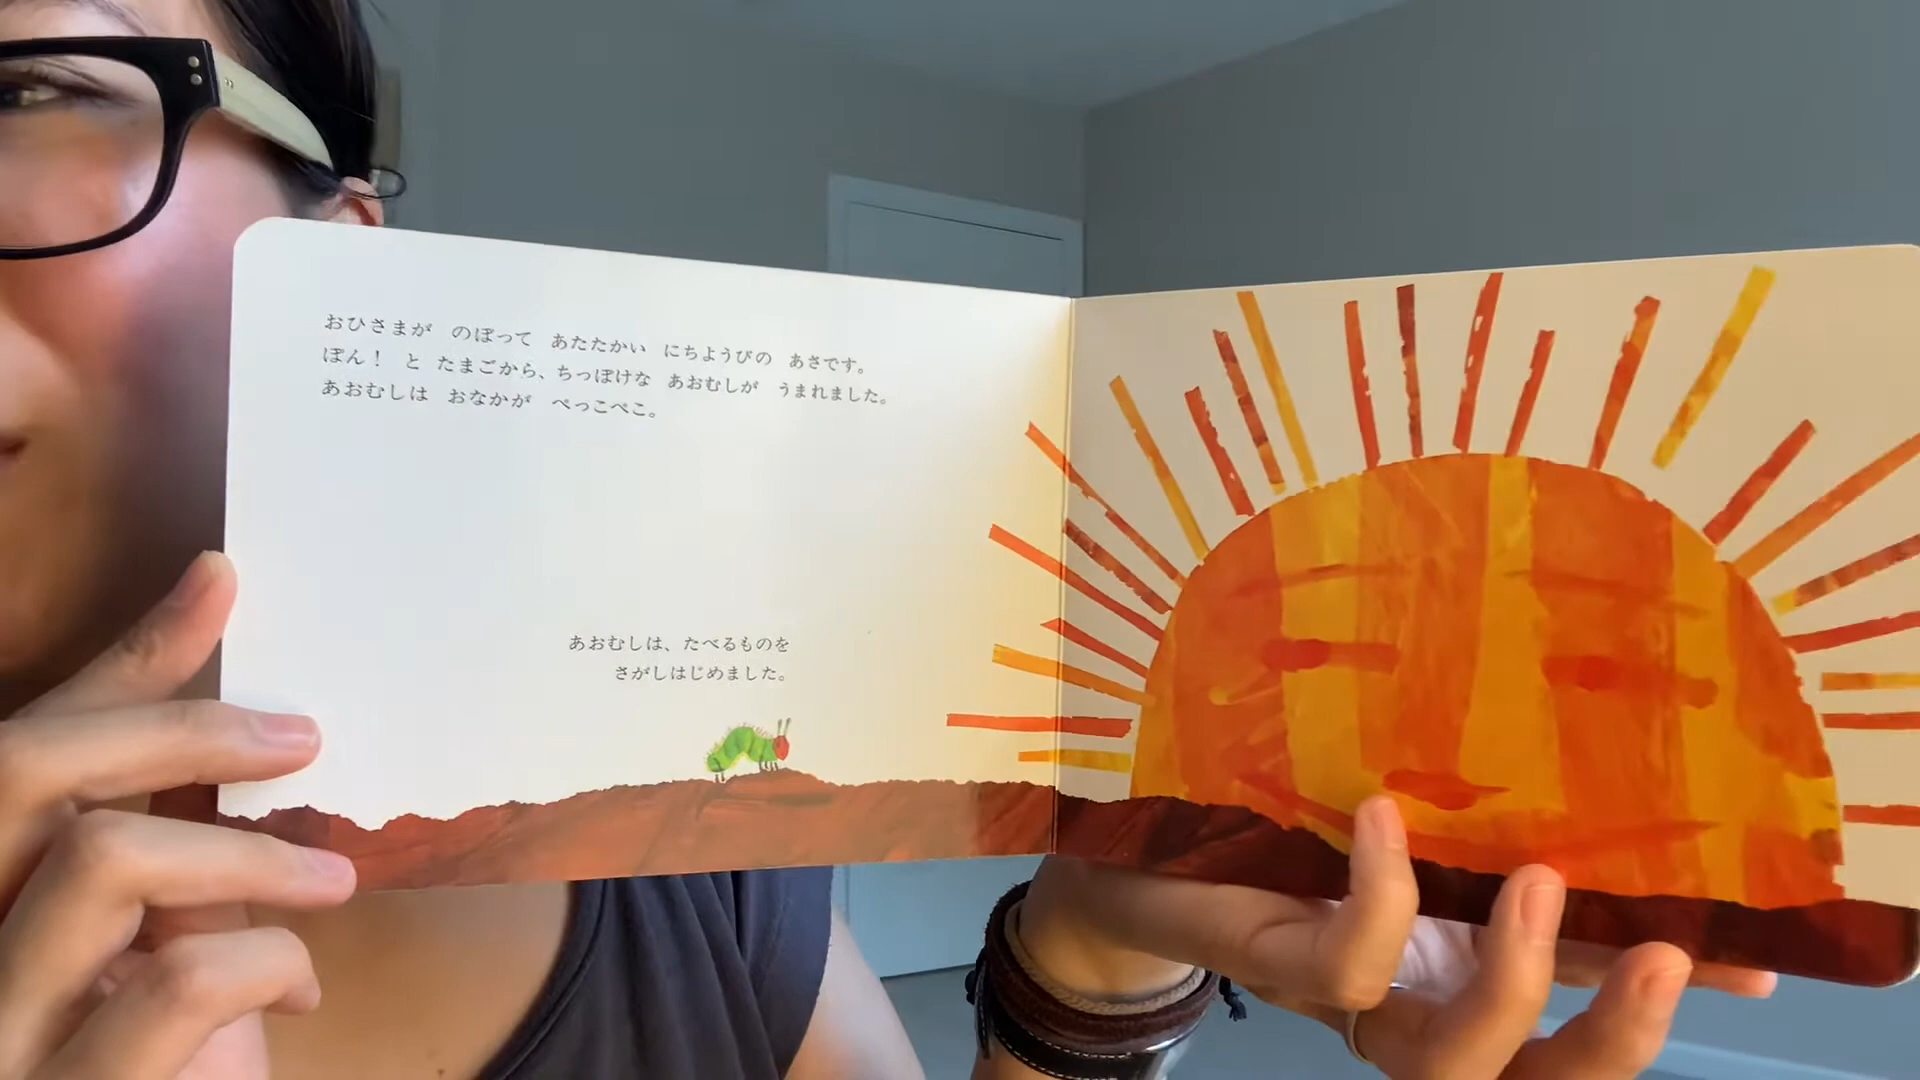 おひさまが　のぼって　あたたかい　にちようびの　あさです。
ぽん！　と　たまごから、ちっぽけな　あおむしが　うまれました。
あおむしは　おなかが　ぺっこぺこ。
あおむしは、たべるものを
さがしはじめました。